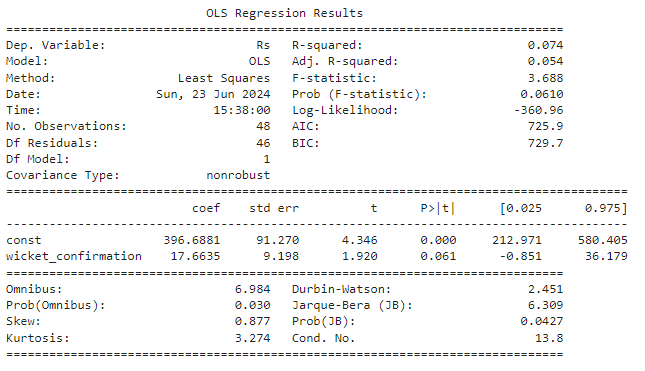 OLS Regression Results
==============================================================================
Dep. Variable: Rs R-squared: 0.074
Model: OLS Adj. R-squared: 0.054
Method: Least Squares F-statistic: 3.688
Date: Sun, 23 Jun 2024 Prob (F-statistic): 0.0610
Time: 15:38:00 Log-Likelihood: -360.96
No. Observations: 48 AIC: 725.9
Df Residuals: 46 BIC: 729.7
Df Model: 1
Covariance Type: nonrobust
=======================================================================================
coef std err t P>|t| [0.025 0.975]
---------------------------------------------------------------------------------------
const 396.6881 91.270 4.346 0.000 212.971 580.405
wicket_confirmation 17.6635 9.198 1.920 0.061 -0.851 36.179
==============================================================================
Omnibus: 6.984 Durbin-Watson: 2.451
Prob(Omnibus): 0.030 Jarque-Bera (JB): 6.309
Skew: 0.877 Prob(JB): 0.0427
Kurtosis: 3.274 Cond. No. 13.8
==============================================================================